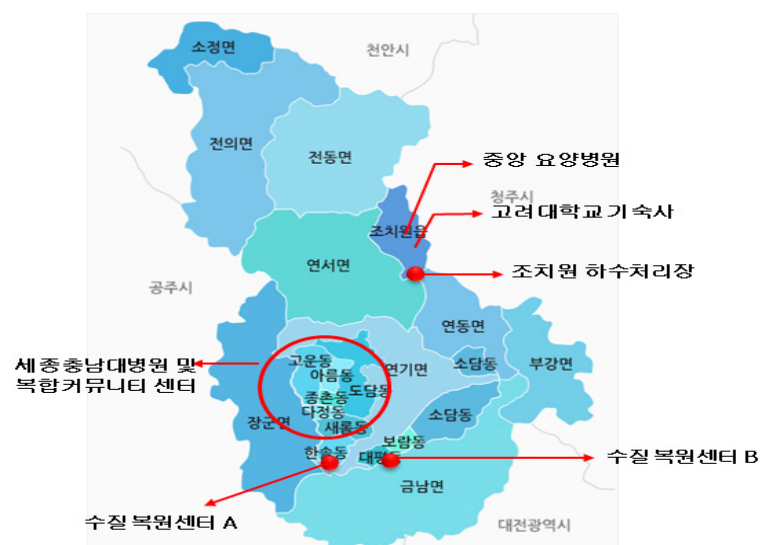 소정면
천안시
전의면
전동면
중앙 요양병원
청주시
고려대학교기숙사
조치원읍
연서면
조치원 하수처리장
공주시
연동면
세종충남대병원 및
복합커뮤니티 센터
고운동
아름동
연기면
소담동
부강면
도담동
종촌동
다정동
장군면
새롬동
소담동
보람동
한솔동
대평동
수질 복원센터 B
금남면
수질 복원센터 A
대전광역시